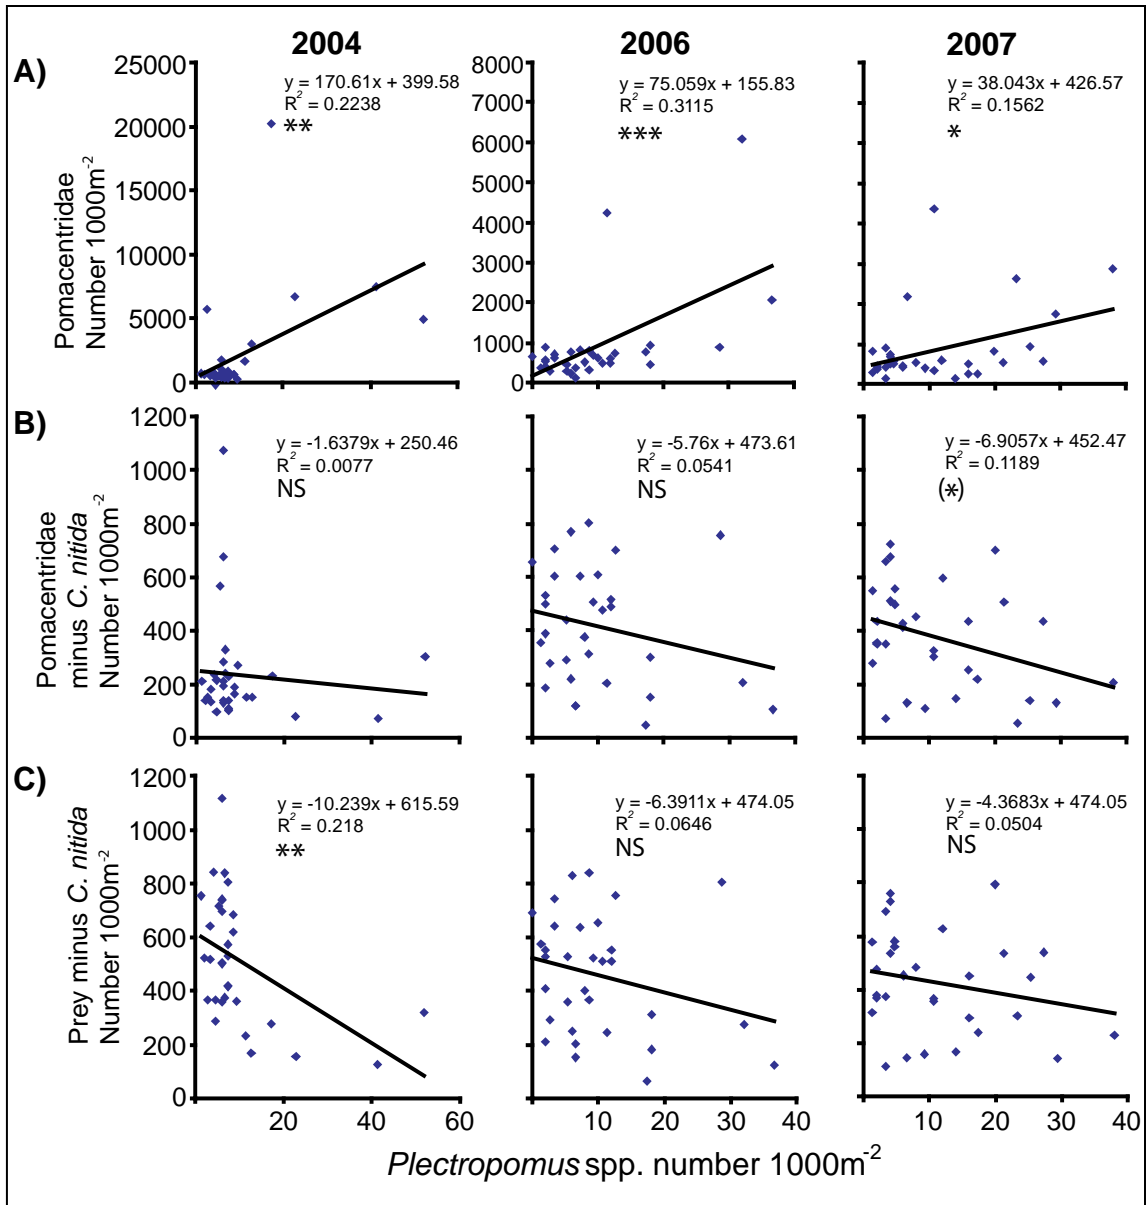 2004 2006 2007
A)
25000
20000
15000
10000
5000
0
Pomacentridae
Number 1000m-2
y = 170.61x + 399.58
R2 = 0.2238
**
8000
7000
6000
5000
4000
3000
2000
1000
0
y = 75.059x + 155.83
R2 = 0.3115
***
y = 38.043x + 426.57
R2 = 0.1562
*
B)
1200
1000
800
600
400
200
0
Pomacentridae
minus C. nitida
Number 1000m-2
y = -1.6379x + 250.46
R2 = 0.0077
NS
y = -5.76x + 473.61
R2 = 0.0541
NS
y = -6.9057x + 452.47
R2 = 0.1189
(*)
C)
1200
1000
800
600
400
200
0
Prey minus C. nitida
Number 1000m-2
y = -10.239x + 615.59
R2 = 0.218
**
y = -6.3911x + 474.05
R2 = 0.0646
NS
y = -4.3683x + 474.05
R2 = 0.0504
NS
20 40 60 10 20 30 40 10 20 30 40
Plectropomus spp. number 1000m-2